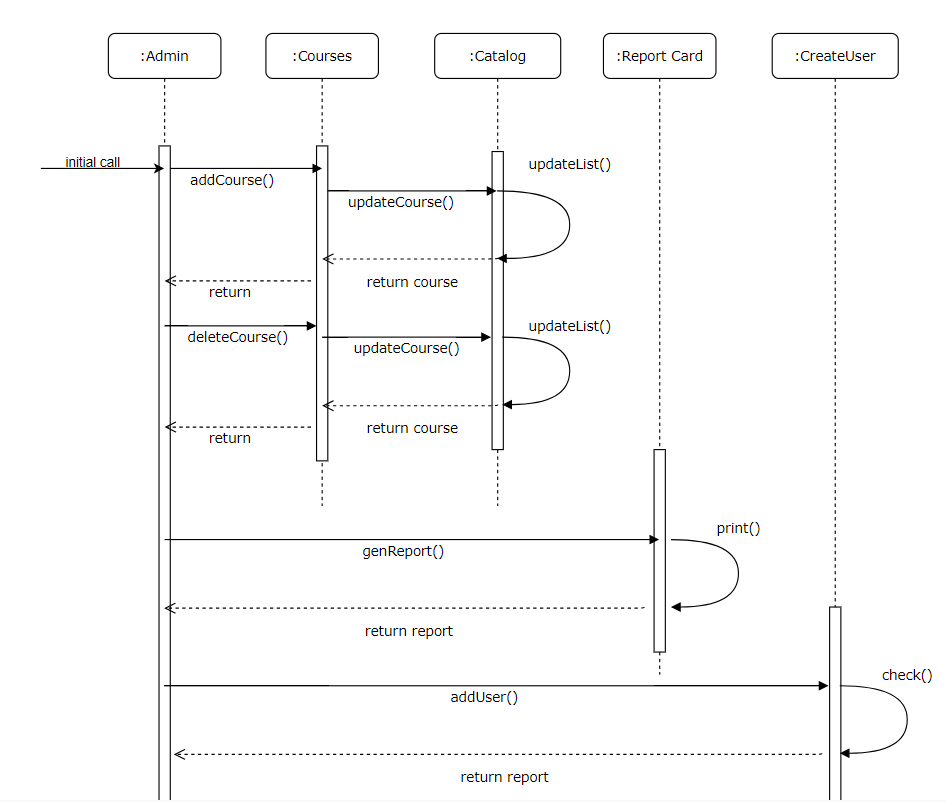 :Admin
:Courses
:Catalog
:Report Card
:CreateUser
initial call
addCourse()
updateList()
updateCourse()
return course
return
deleteCourse()
updateList()
updateCourse()
return course
return
print()
genReport()
return report
check()
addUser()
return report